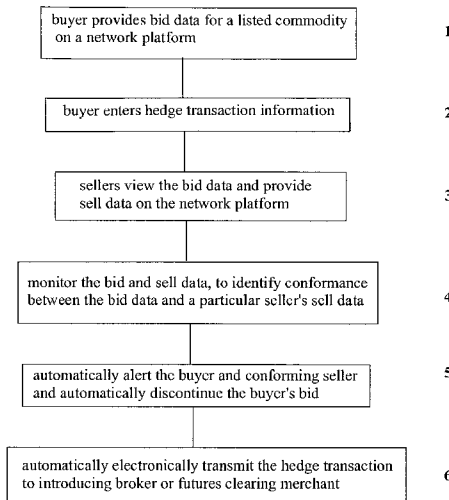 buyer provides bid data for a listed commodity
on a network platform
1
buyer enters hedge transaction information
2
sellers view the bid data and provide
sell data on the network platform
3
monitor the bid and sell data, to identify conformance
between the bid data and a particular seller's sell data
4
automatically alert the buyer and conforming seller
and automatically discontinue the buyer's bid
5
automatically electronically transmit the hedge transaction
to introducing broker or futures clearing merchant
6